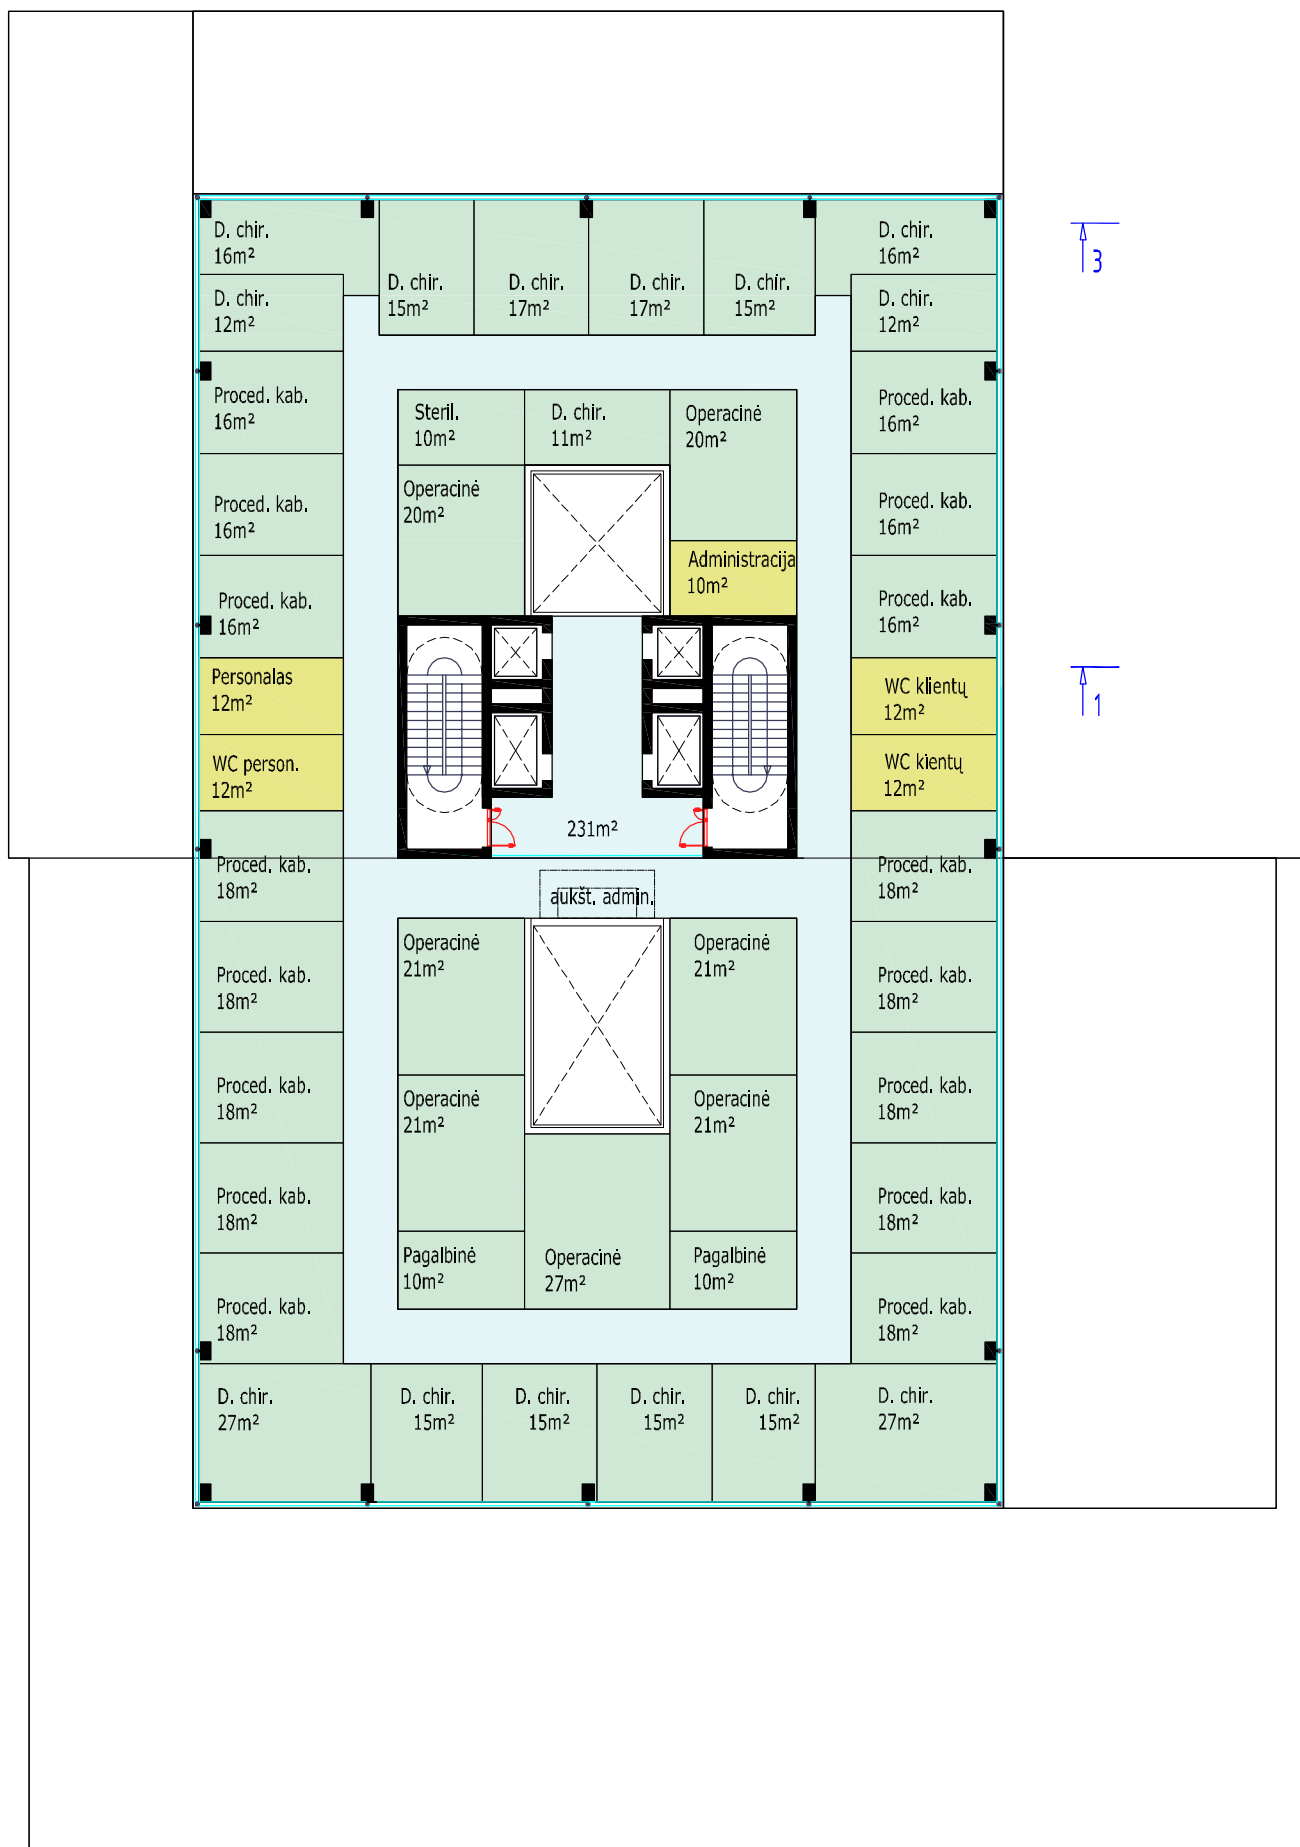 D. chir.
16m²
D. chir.
16m²
3
D. chir.
15m²
D. chir.
17m²
D. chir.
17m²
D. chir.
15m²
D. chir.
12m²
D. chir.
12m²
Proced. kab.
16m²
Steril.
10m²
D. chir.
11m²
Operacinė
20m²
Proced. kab.
16m²
Operacinė
20m²
Proced. kab.
16m²
Proced. kab.
16m²
Administracija
10m²
Proced. kab.
16m²
Proced. kab.
16m²
Personalas
12m²
WC klientų
12m²
1
WC person.
12m²
WC kientų
12m²
231m²
Proced. kab.
18m²
Proced. kab.
18m²
aukšt. admin.
Operacinė
21m²
Operacinė
21m²
Proced. kab.
18m²
Proced. kab.
18m²
Proced. kab.
18m²
Operacinė
21m²
Operacinė
21m²
Proced. kab.
18m²
Proced. kab.
18m²
Proced. kab.
18m²
Pagalbinė
10m²
Operacinė
27m²
Pagalbinė
10m²
Proced. kab.
18m²
Proced. kab.
18m²
D. chir.
27m²
D. chir.
15m²
D. chir.
15m²
D. chir.
15m²
D. chir.
15m²
D. chir.
27m²